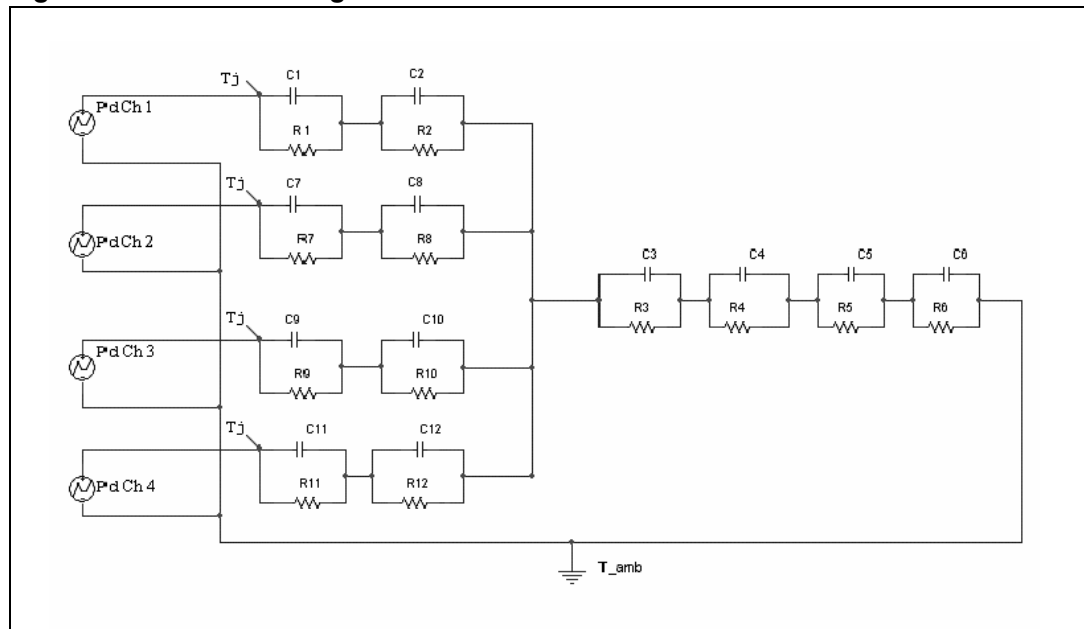 Tj C1 C2
PdCh1
R1 R2
Tj C7 C8
PdCh2 R7 R8
C3 C4 C5 C6
R3 R4 R5 R6
Tj C9 C10
PdCh3
R9 R10
Tj C11 C12
PdCh4 R11 R12
T_amb